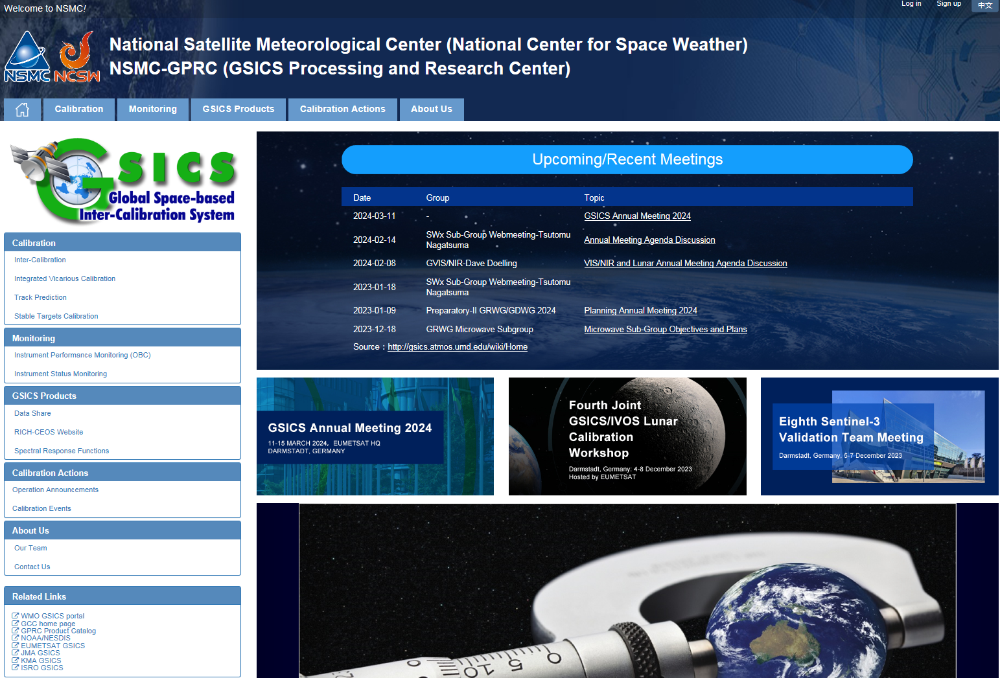 Welcome to NSMC!
Log in
Sign up
中文
NSMC NCSW
National Satellite Meteorological Center (National Center for Space Weather)
NSMC-GPRC (GSICS Processing and Research Center)
Calibration
Monitoring
GSICS Products
Calibration Actions
About Us
GSICS
Global Space-based
Inter-Calibration System
Calibration
Inter-Calibration
Integrated Vicarious Calibration
Track Prediction
Stable Targets Calibration
Monitoring
Instrument Performance Monitoring (OBC)
Instrument Status Monitoring
GSICS Products
Data Share
RICH-CEOS Website
Spectral Response Functions
Calibration Actions
Operation Announcements
Calibration Events
About Us
Our Team
Contact Us
Related Links
WMO GSICS portal
GCC home page
GPRC Product Catalog
NOAA/NESDIS
EUMETSAT GSICS
JMA GSICS
KMA GSICS
ISRO GSICS
Upcoming/Recent Meetings
Date Group Topic
2024-03-11 - GSICS Annual Meeting 2024
2024-02-14 SWx Sub-Group Webmeeting-Tsutomu Nagatsuma Annual Meeting Agenda Discussion
2024-02-08 GVIS/NIR-Dave Doelling VIS/NIR and Lunar Annual Meeting Agenda Discussion
2023-01-18 SWx Sub-Group Webmeeting-Tsutomu Nagatsuma
2023-01-09 Preparatory-II GRWG/GDWG 2024 Planning Annual Meeting 2024
2023-12-18 GRWG Microwave Subgroup Microwave Sub-Group Objectives and Plans
Source：http://gsics.atmos.umd.edu/wiki/Home
GSICS Annual Meeting 2024
11-15 MARCH 2024, EUMETSAT HQ
DARMSTADT, GERMANY
Fourth Joint
GSICS/IVOS Lunar
Calibration
Workshop
Darmstadt, Germany: 4-8 December 2023
Hosted by EUMETSAT
Eighth Sentinel-3
Validation Team Meeting
Darmstadt, Germany, 5-7 December 2023
0 5 10
0